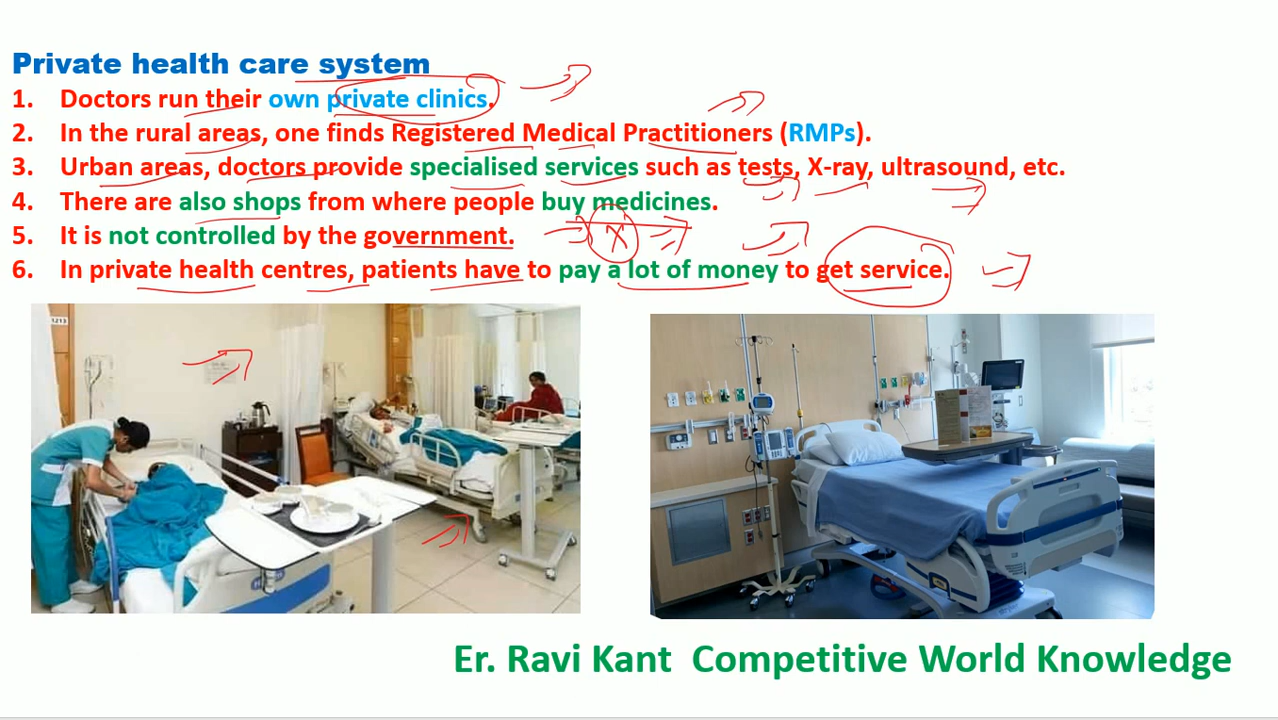 Private health care system
1. Doctors run their own private clinics.
2. In the rural areas, one finds Registered Medical Practitioners (RMPs).
3. Urban areas, doctors provide specialised services such as tests, X-ray, ultrasound, etc.
4. There are also shops from where people buy medicines.
5. It is not controlled by the government.
X
6. In private health centres, patients have to pay a lot of money to get service.
1213
Er. Ravi Kant Competitive World Knowledge